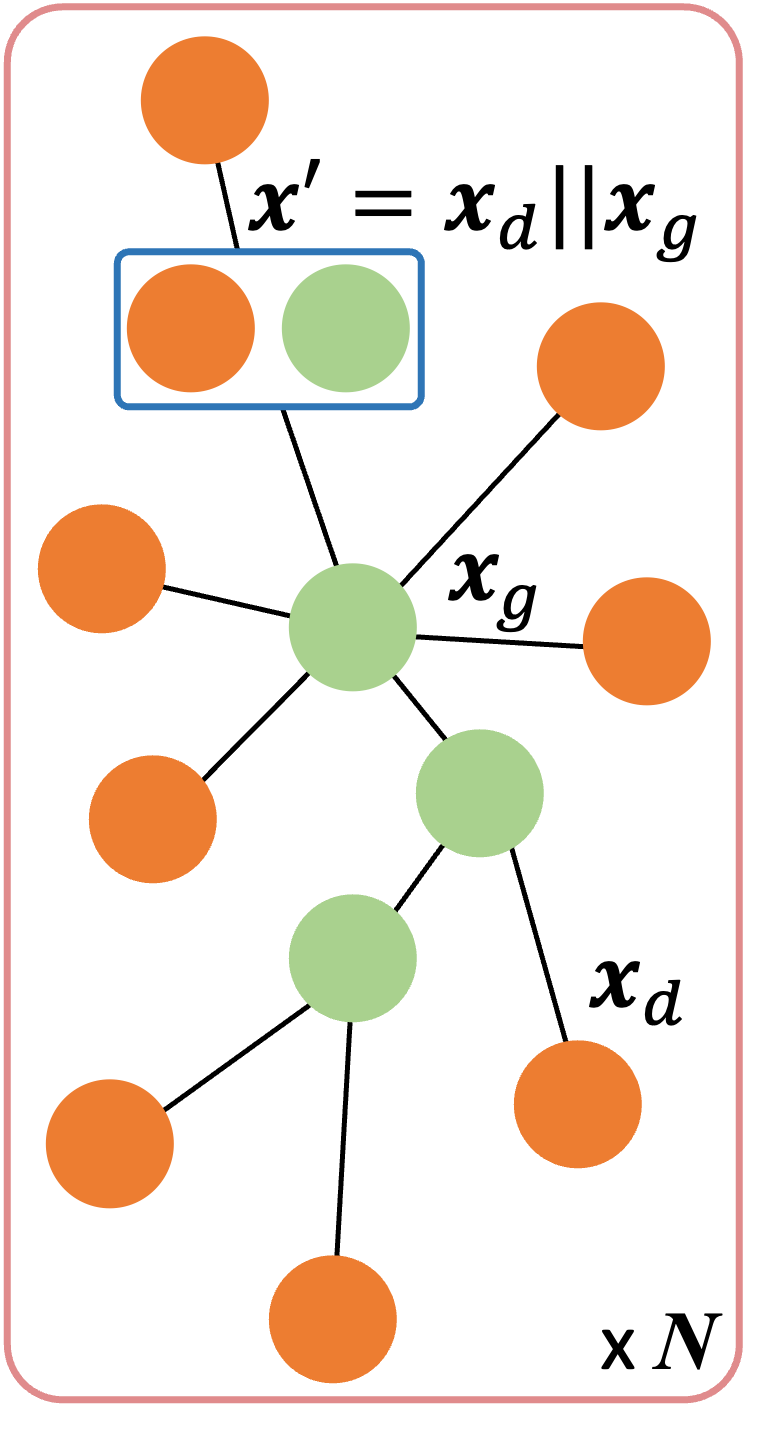 x′ = x_d||x_g
x_g
x_d
x N